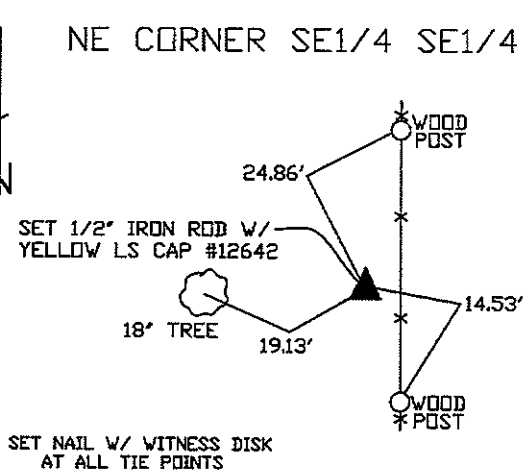 NE CORNER SE1/4 SE1/4
N
WOOD
POST
24.86'
SET 1/2" IRON ROD W/
YELLOW LS CAP #12642
14.53'
18" TREE
19.13'
WOOD
POST
SET NAIL W/ WITNESS DISK
AT ALL TIE POINTS